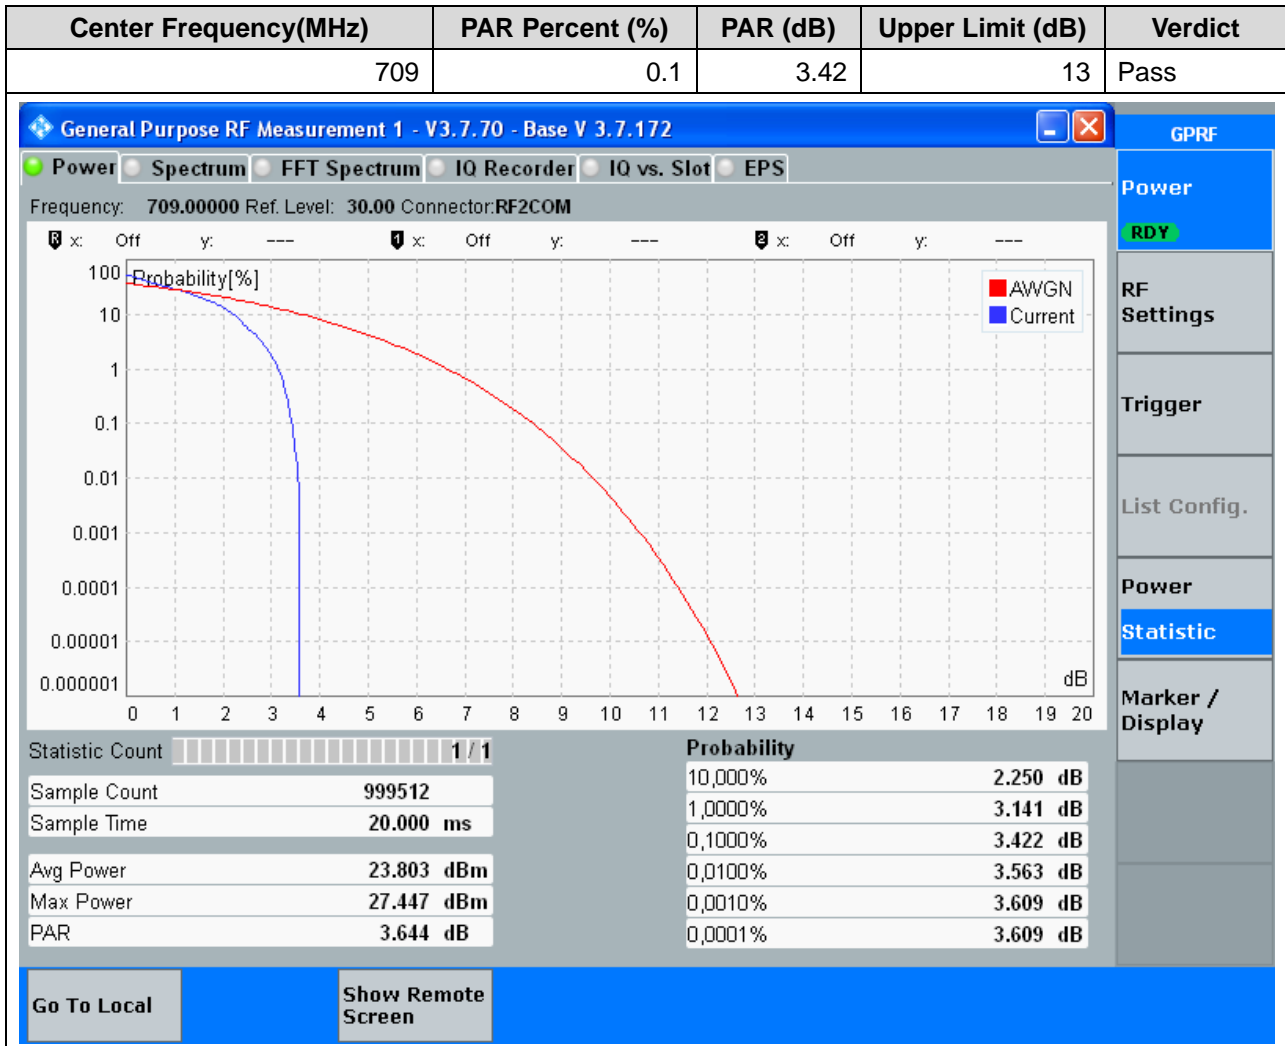 Center Frequency(MHz) PAR Percent (%) PAR (dB) Upper Limit (dB) Verdict
709 0.1 3.42 13 Pass
General Purpose RF Measurement 1 - V3.7.70 - Base V 3.7.172
Power Spectrum FFT Spectrum IQ Recorder IQ vs. Slot EPS
Frequency: 709.00000 Ref. Level: 30.00 Connector:RF2COM
R x: Off y: --- 1 x: Off y: --- 2 x: Off y: ---
Probability[%]
AWGN
Current
100
10
1
0.1
0.01
0.001
0.0001
0.00001
0.000001
dB
0 1 2 3 4 5 6 7 8 9 10 11 12 13 14 15 16 17 18 19 20
Statistic Count 1 / 1
Sample Count 999512
Sample Time 20.000 ms
Avg Power 23.803 dBm
Max Power 27.447 dBm
PAR 3.644 dB
Probability
10,000% 2.250 dB
1,0000% 3.141 dB
0,1000% 3.422 dB
0,0100% 3.563 dB
0,0010% 3.609 dB
0,0001% 3.609 dB
GPRF
Power
RDY
RF
Settings
Trigger
List Config.
Power
Statistic
Marker /
Display
Go To Local
Show Remote
Screen